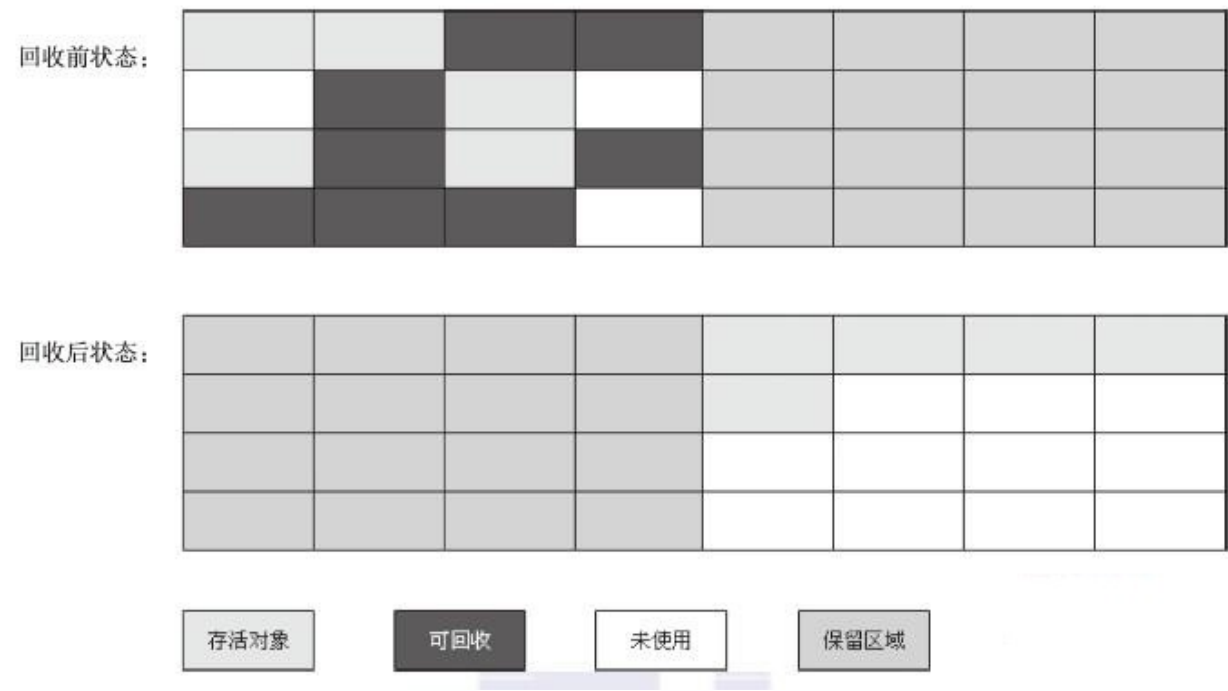 回收前状态：
回收后状态：
存活对象
可回收
未使用
保留区域